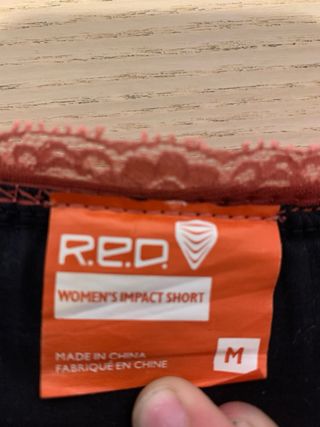 R.E.D.
WOMEN'S IMPACT SHORT
MADE IN CHINA
FABRIQUÉ EN CHINE
M